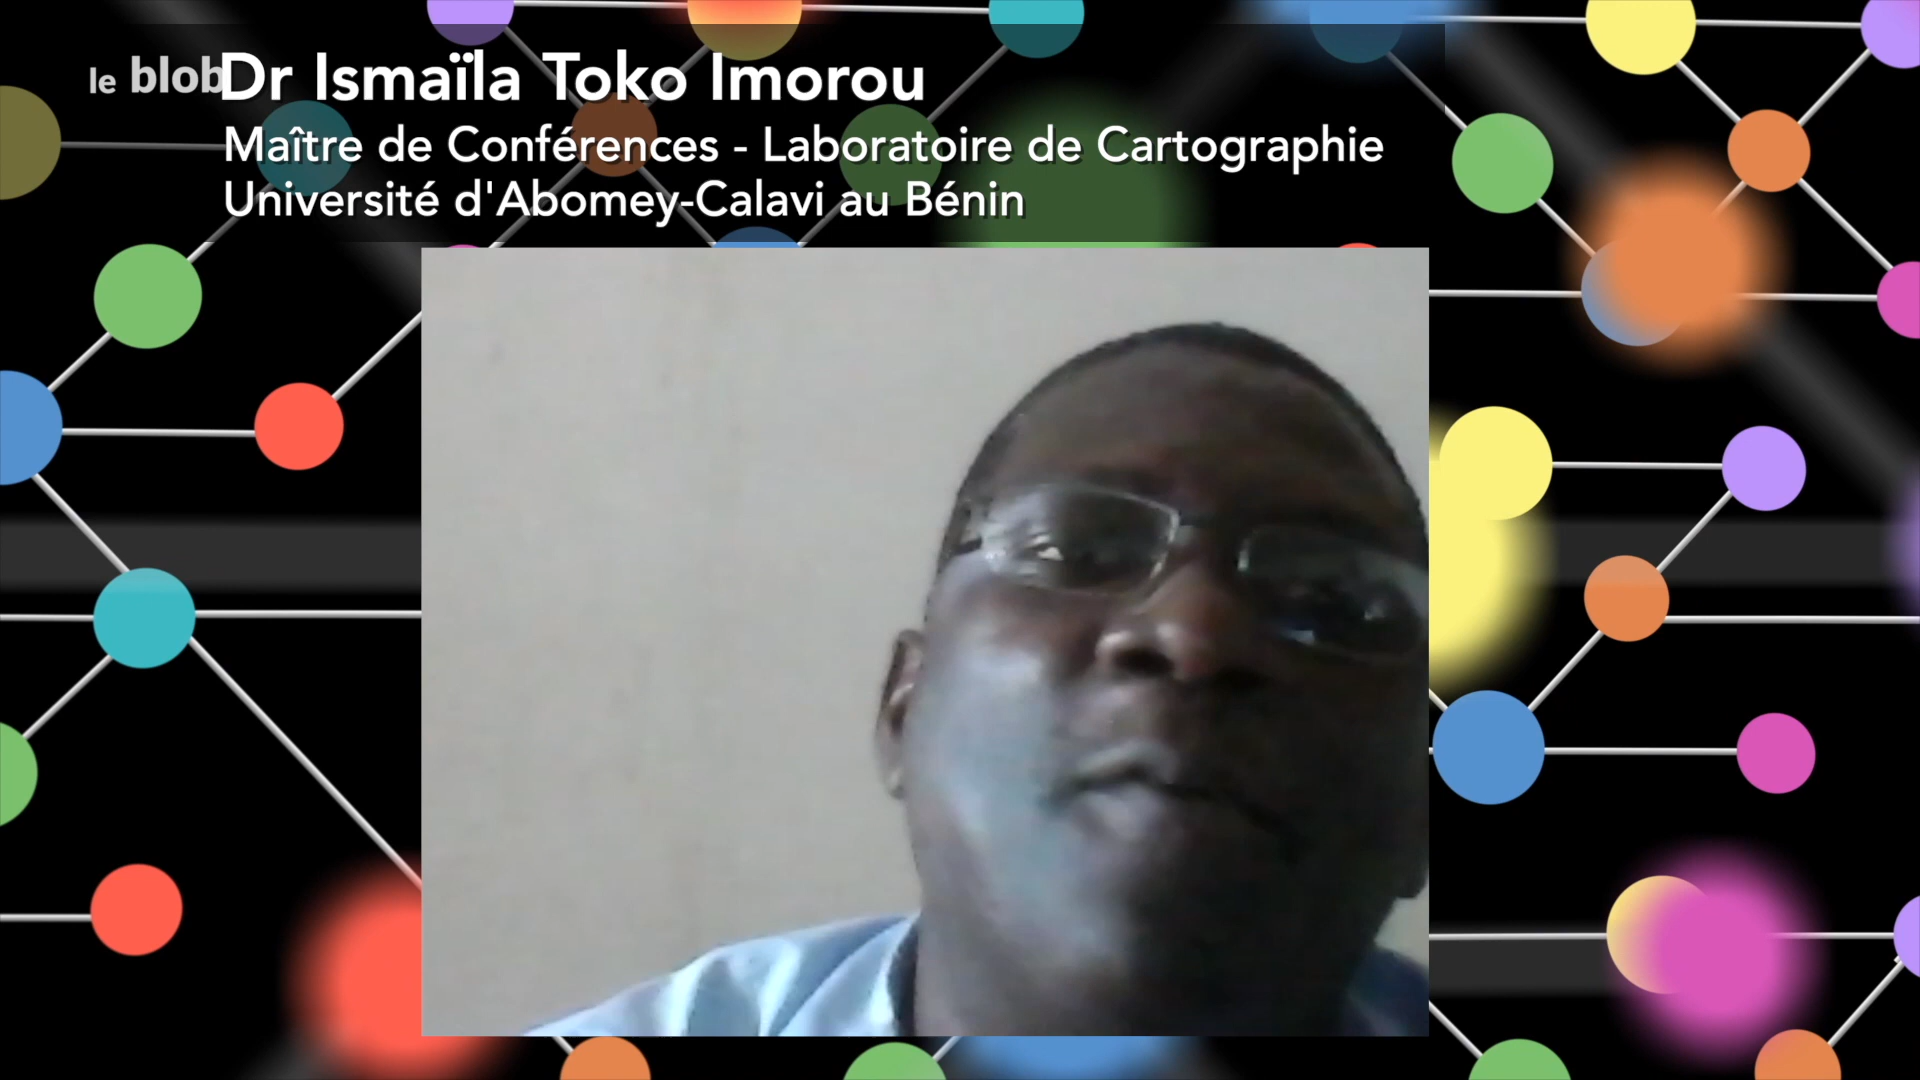 le blob
Dr Ismaïla Toko Imorou
Maître de Conférences - Laboratoire de Cartographie
Université d'Abomey-Calavi au Bénin